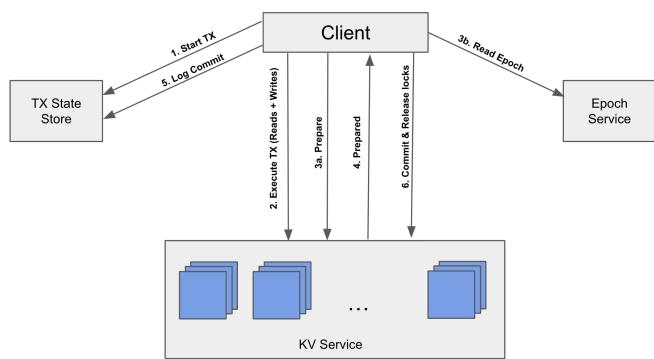 Client
1. Start TX
5. Log Commit
3b. Read Epoch
TX State
Store
Epoch
Service
2. Execute TX (Reads + Writes)
3a. Prepare
4. Prepared
6. Commit & Release locks
...
KV Service